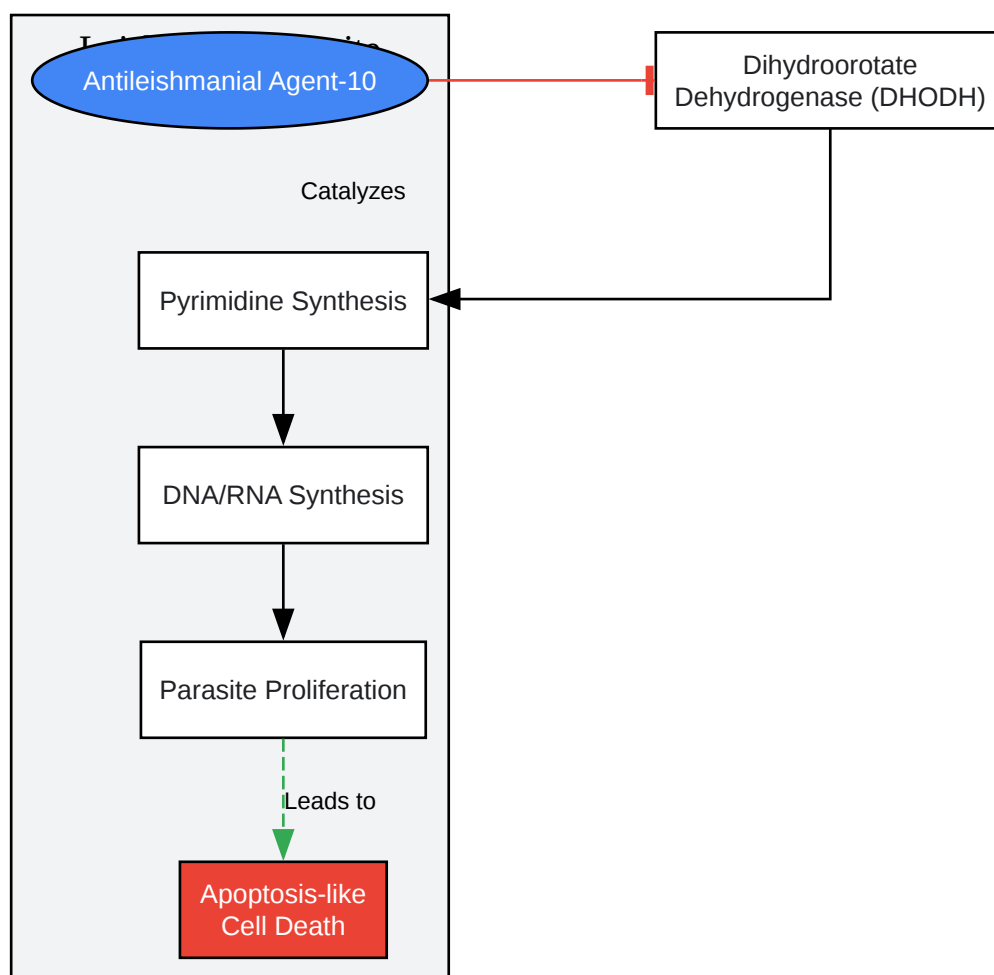 Antileishmanial Agent-10
Dihydroorotate
Dehydrogenase (DHODH)
Catalyzes
Pyrimidine Synthesis
DNA/RNA Synthesis
Parasite Proliferation
Leads to
Apoptosis-like
Cell Death